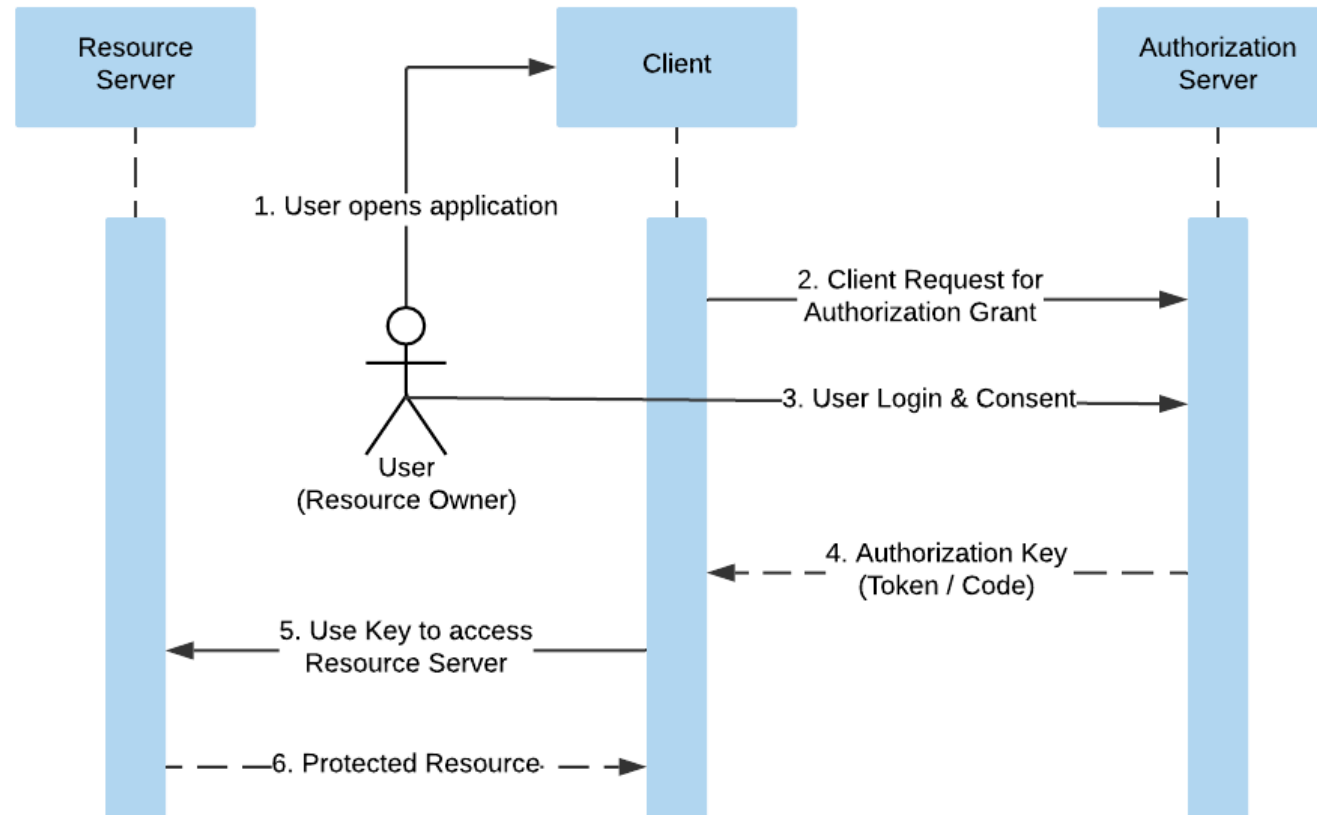 Resource
Server
Client
Authorization
Server
1. User opens application
2. Client Request for
Authorization Grant
3. User Login & Consent
User
(Resource Owner)
4. Authorization Key
(Token / Code)
5. Use Key to access
Resource Server
6. Protected Resource